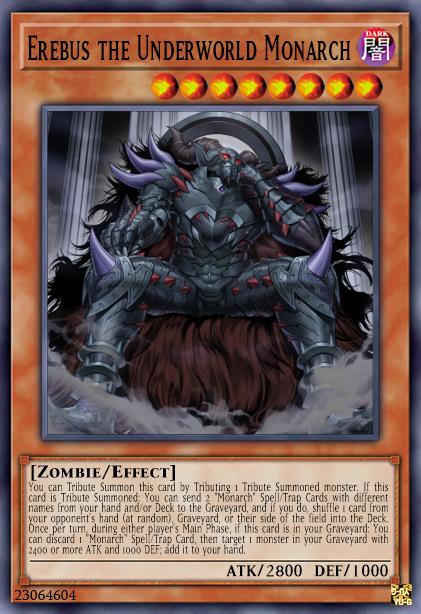 EREBUS THE UNDERWORLD MONARCH
DARK
闇
[ZOMBIE/EFFECT]
You can Tribute Summon this card by Tributing 1 Tribute Summoned monster. If this
card is Tribute Summoned: You can send 2 "Monarch" Spell/Trap Cards with different
names from your hand and/or Deck to the Graveyard, and if you do, shuffle 1 card from
your opponent's hand (at random), Graveyard, or their side of the field into the Deck.
Once per turn, during either player's Main Phase, if this card is in your Graveyard: You
can discard 1 "Monarch" Spell/Trap Card, then target 1 monster in your Graveyard with
2400 or more ATK and 1000 DEF; add it to your hand.
ATK/2800 DEF/1000
23064604